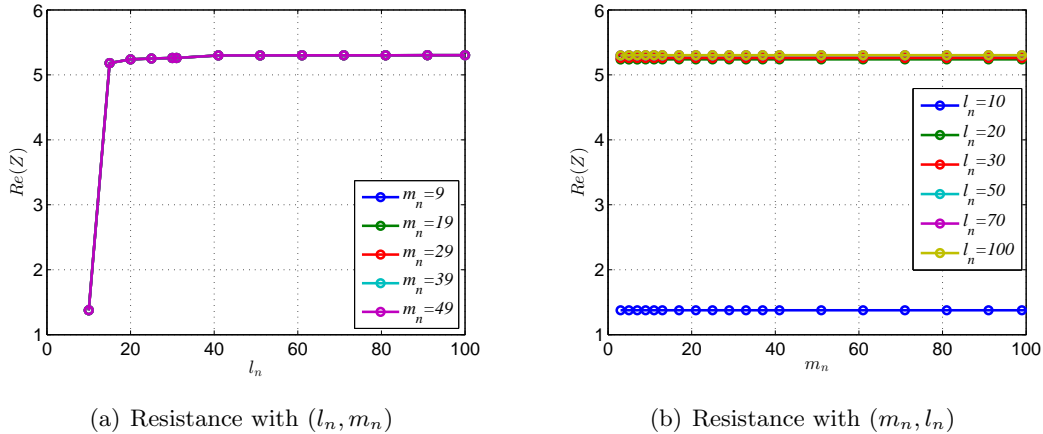 6
5
4
3
2
1
Re(Z)
0 20 40 60 80 100
l_n
m_n=9
m_n=19
m_n=29
m_n=39
m_n=49
(a) Resistance with (l_n, m_n)
6
5
4
3
2
1
Re(Z)
0 20 40 60 80 100
m_n
l_n=10
l_n=20
l_n=30
l_n=50
l_n=70
l_n=100
(b) Resistance with (m_n, l_n)